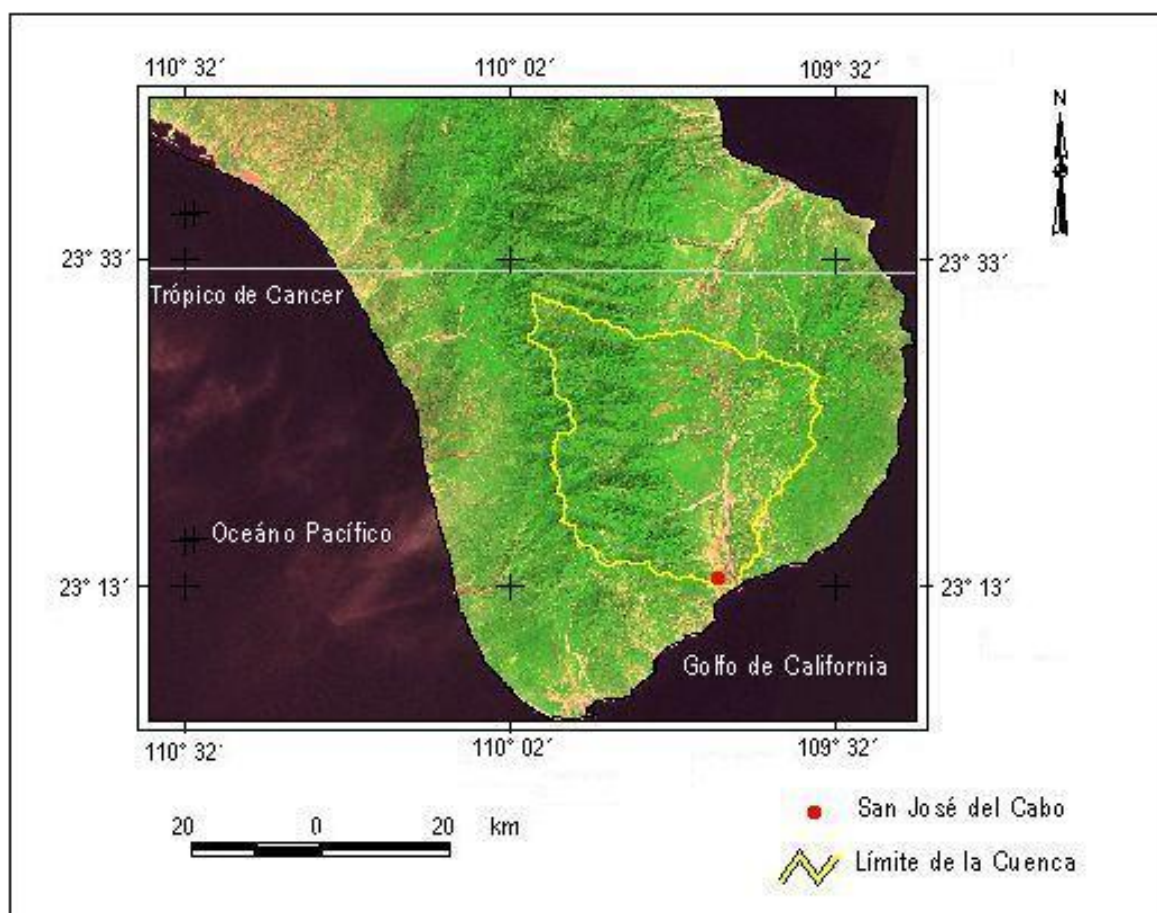 110° 32´ 110° 02´ 109° 32´
N
23° 33´ 23° 33´
Trópico de Cancer
Oceáno Pacífico
23° 13´ 23° 13´
Golfo de California
110° 32´ 110° 02´ 109° 32´
20 0 20 km
San José del Cabo
Límite de la Cuenca